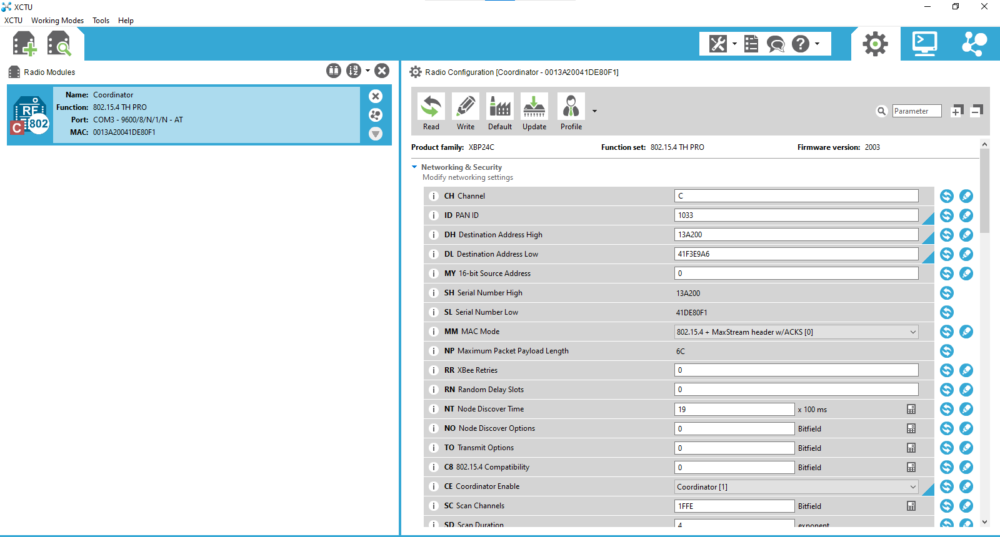 XCTU
XCTU Working Modes Tools Help
Radio Modules
Name: Coordinator
Function: 802.15.4 TH PRO
Port: COM3 - 9600/8/N/1/N - AT
MAC: 0013A20041DE80F1
RF
802
C
Radio Configuration [Coordinator - 0013A20041DE80F1]
Read Write Default Update Profile
Parameter
Product family: XBP24C Function set: 802.15.4 TH PRO Firmware version: 2003
Networking & Security
Modify networking settings
i CH Channel C
i ID PAN ID 1033
i DH Destination Address High 13A200
i DL Destination Address Low 41F3E9A6
i MY 16-bit Source Address 0
i SH Serial Number High 13A200
i SL Serial Number Low 41DE80F1
i MM MAC Mode 802.15.4 + MaxStream header w/ACKS [0]
i NP Maximum Packet Payload Length 6C
i RR XBee Retries 0
i RN Random Delay Slots 0
i NT Node Discover Time 19 x 100 ms
i NO Node Discover Options 0 Bitfield
i TO Transmit Options 0 Bitfield
i C8 802.15.4 Compatibility 0 Bitfield
i CE Coordinator Enable Coordinator [1]
i SC Scan Channels 1FFE Bitfield
i SD Scan Duration 4 exponent